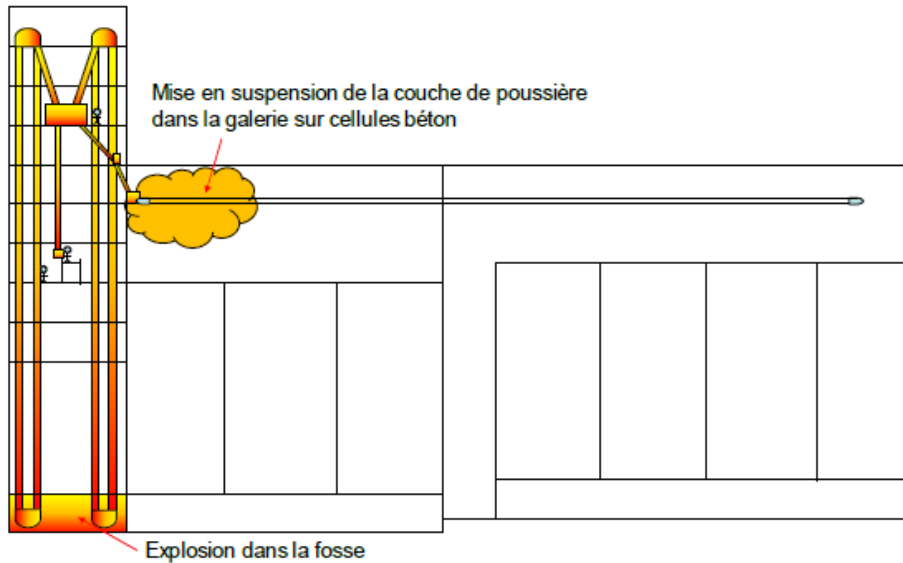 Mise en suspension de la couche de poussière
dans la galerie sur cellules béton
Explosion dans la fosse